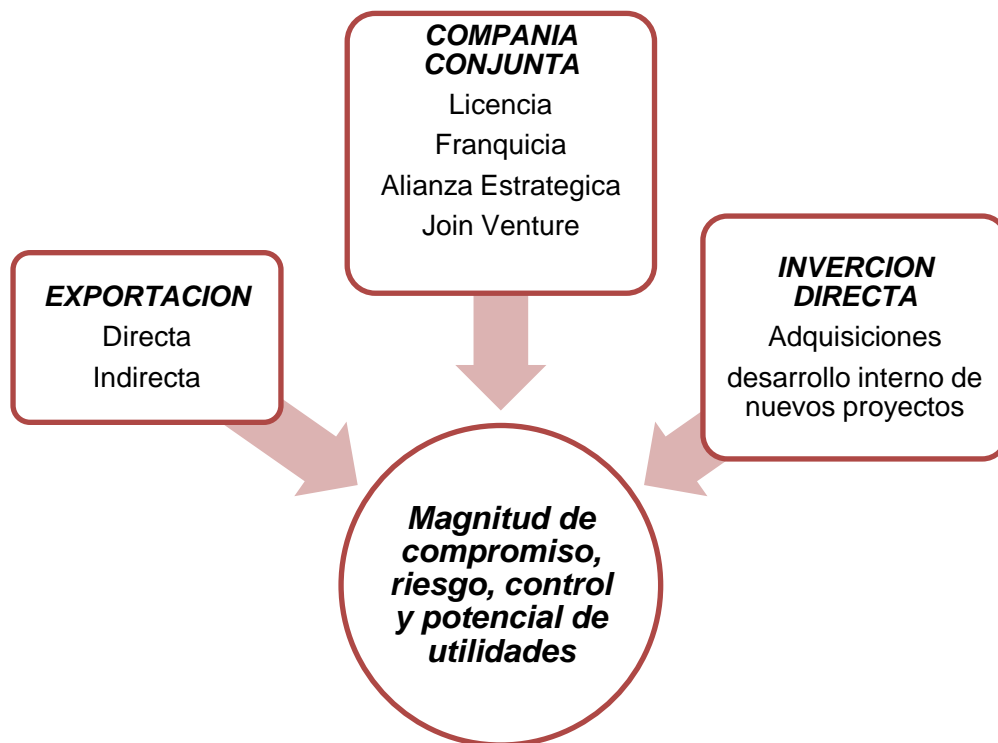 COMPANIA
CONJUNTA
Licencia
Franquicia
Alianza Estrategica
Join Venture
EXPORTACION
Directa
Indirecta
INVERCION
DIRECTA
Adquisiciones
desarrollo interno de
nuevos proyectos
Magnitud de
compromiso,
riesgo, control
y potencial de
utilidades